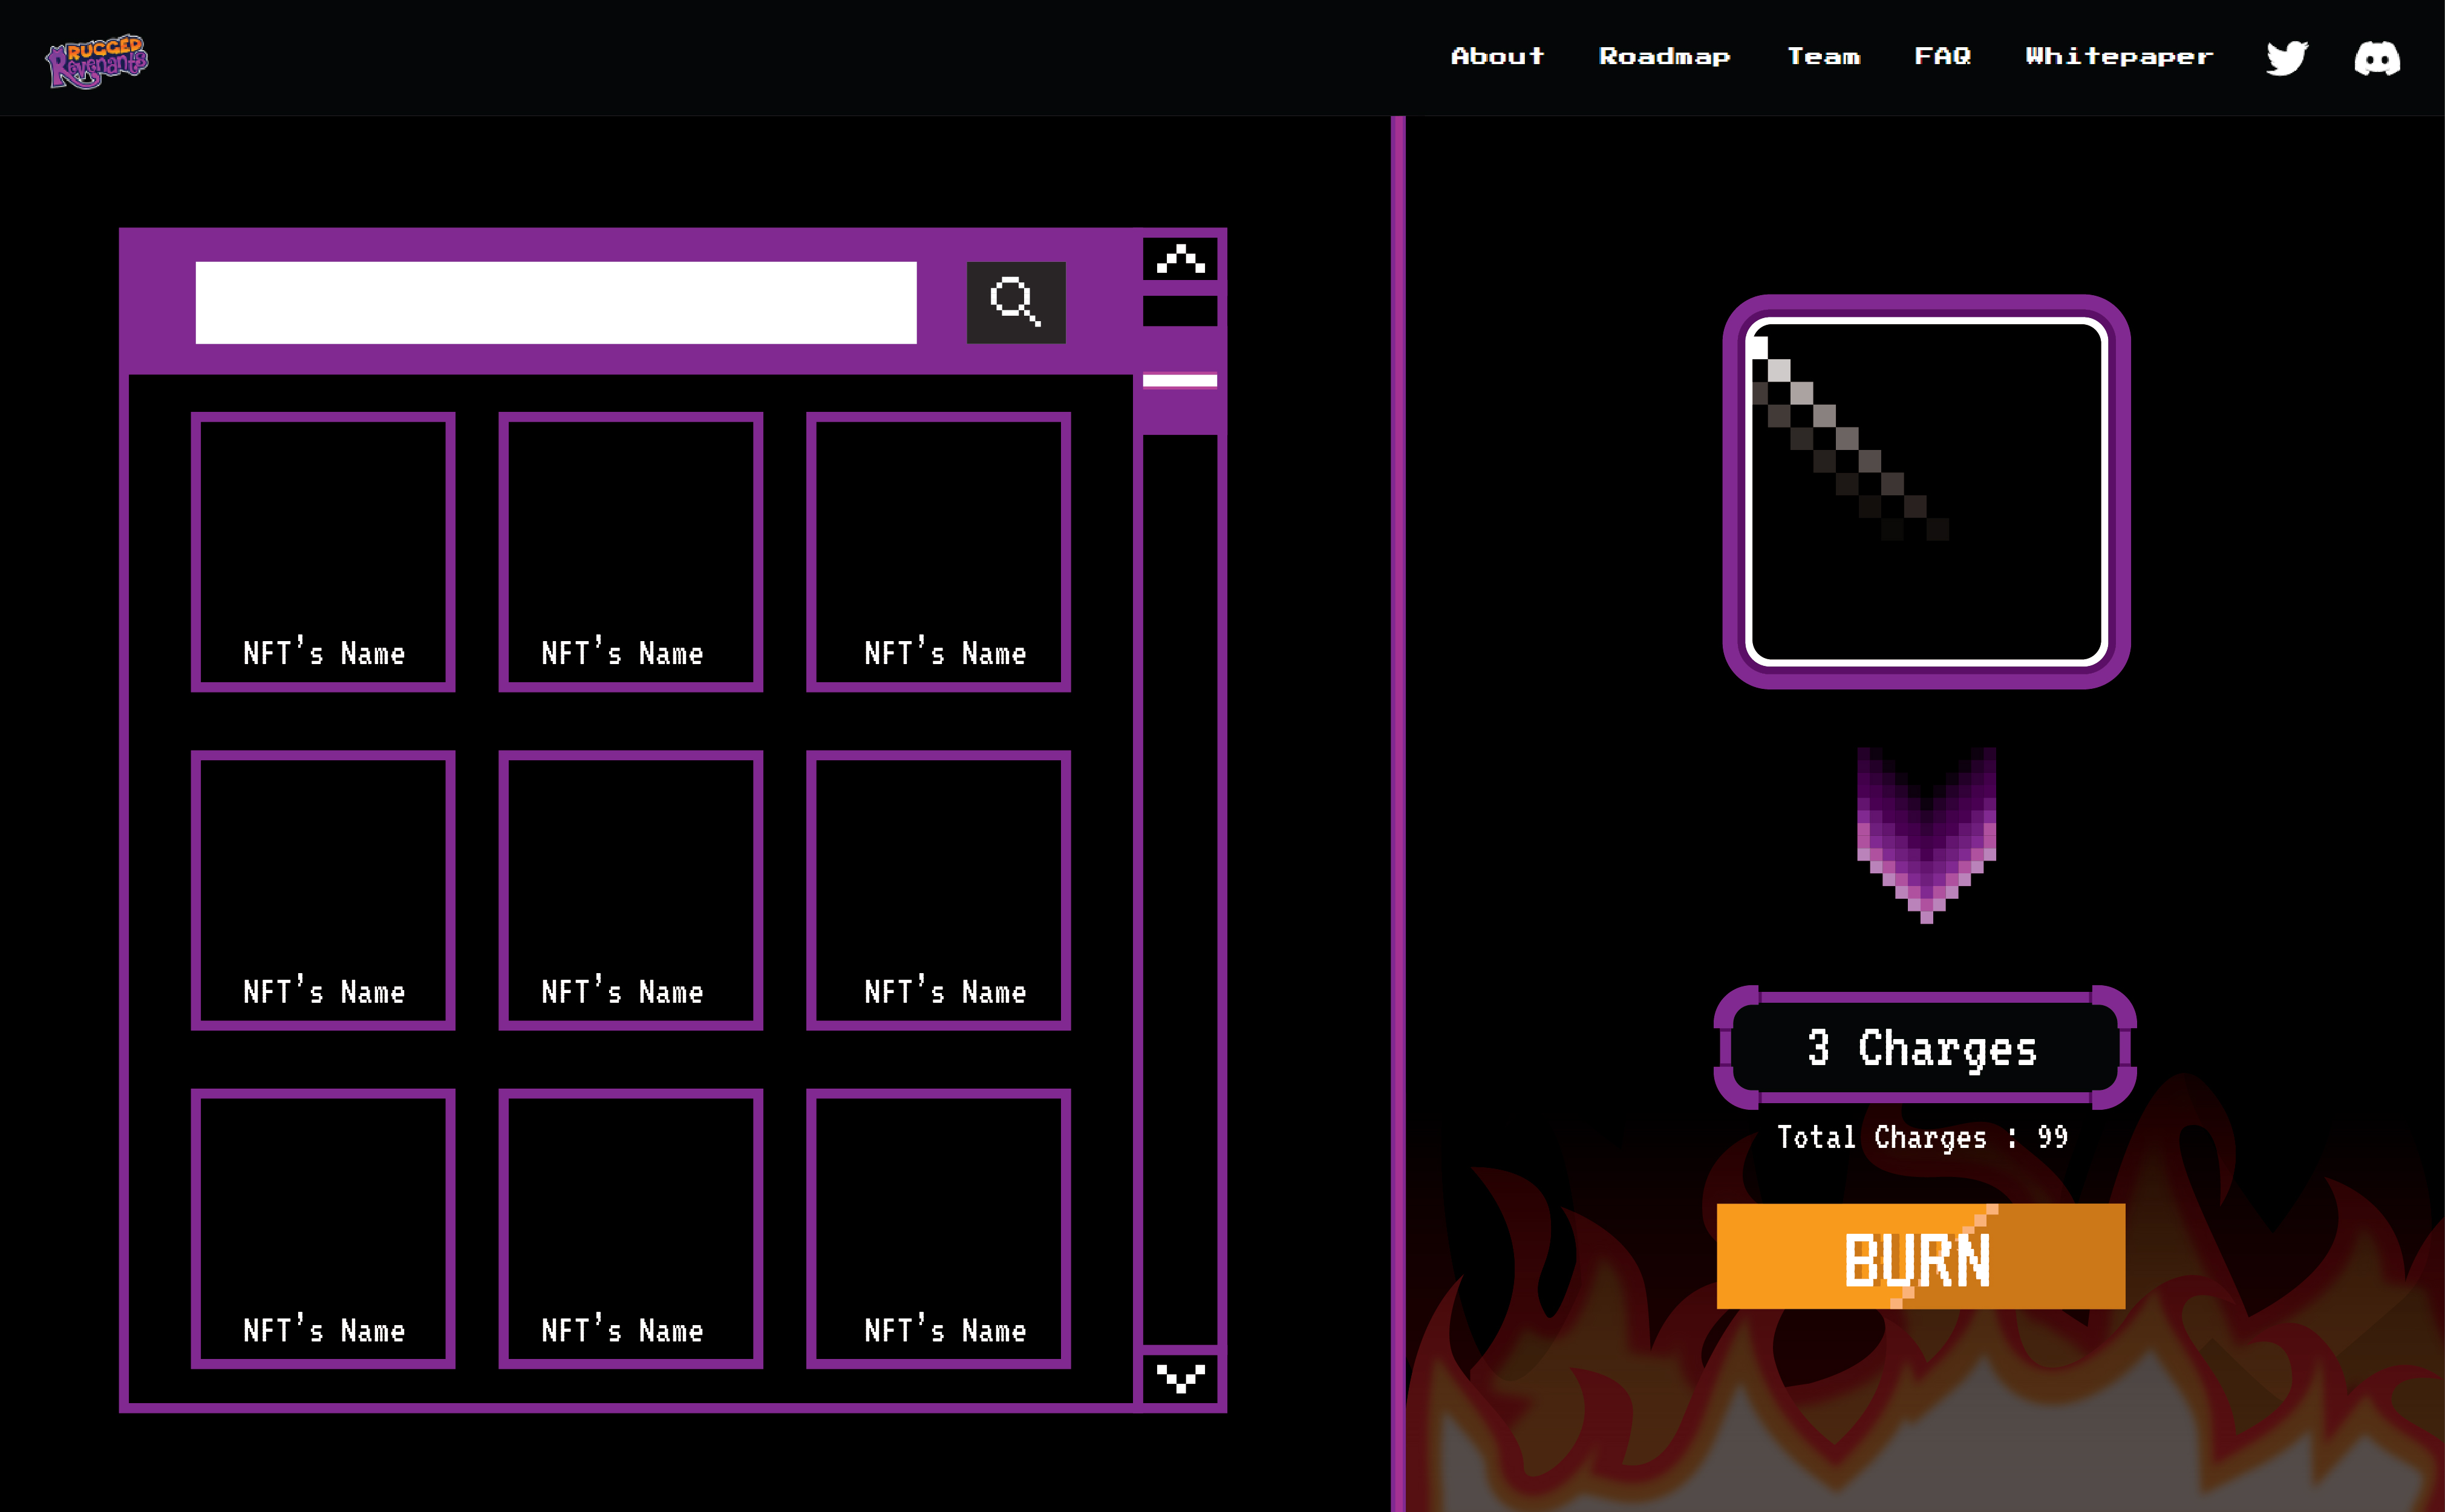 RUGGED
Revenants
About Roadmap Team FAQ Whitepaper
NFT's Name NFT's Name NFT's Name
NFT's Name NFT's Name NFT's Name
NFT's Name NFT's Name NFT's Name
3 Charges
Total Charges : 99
BURN